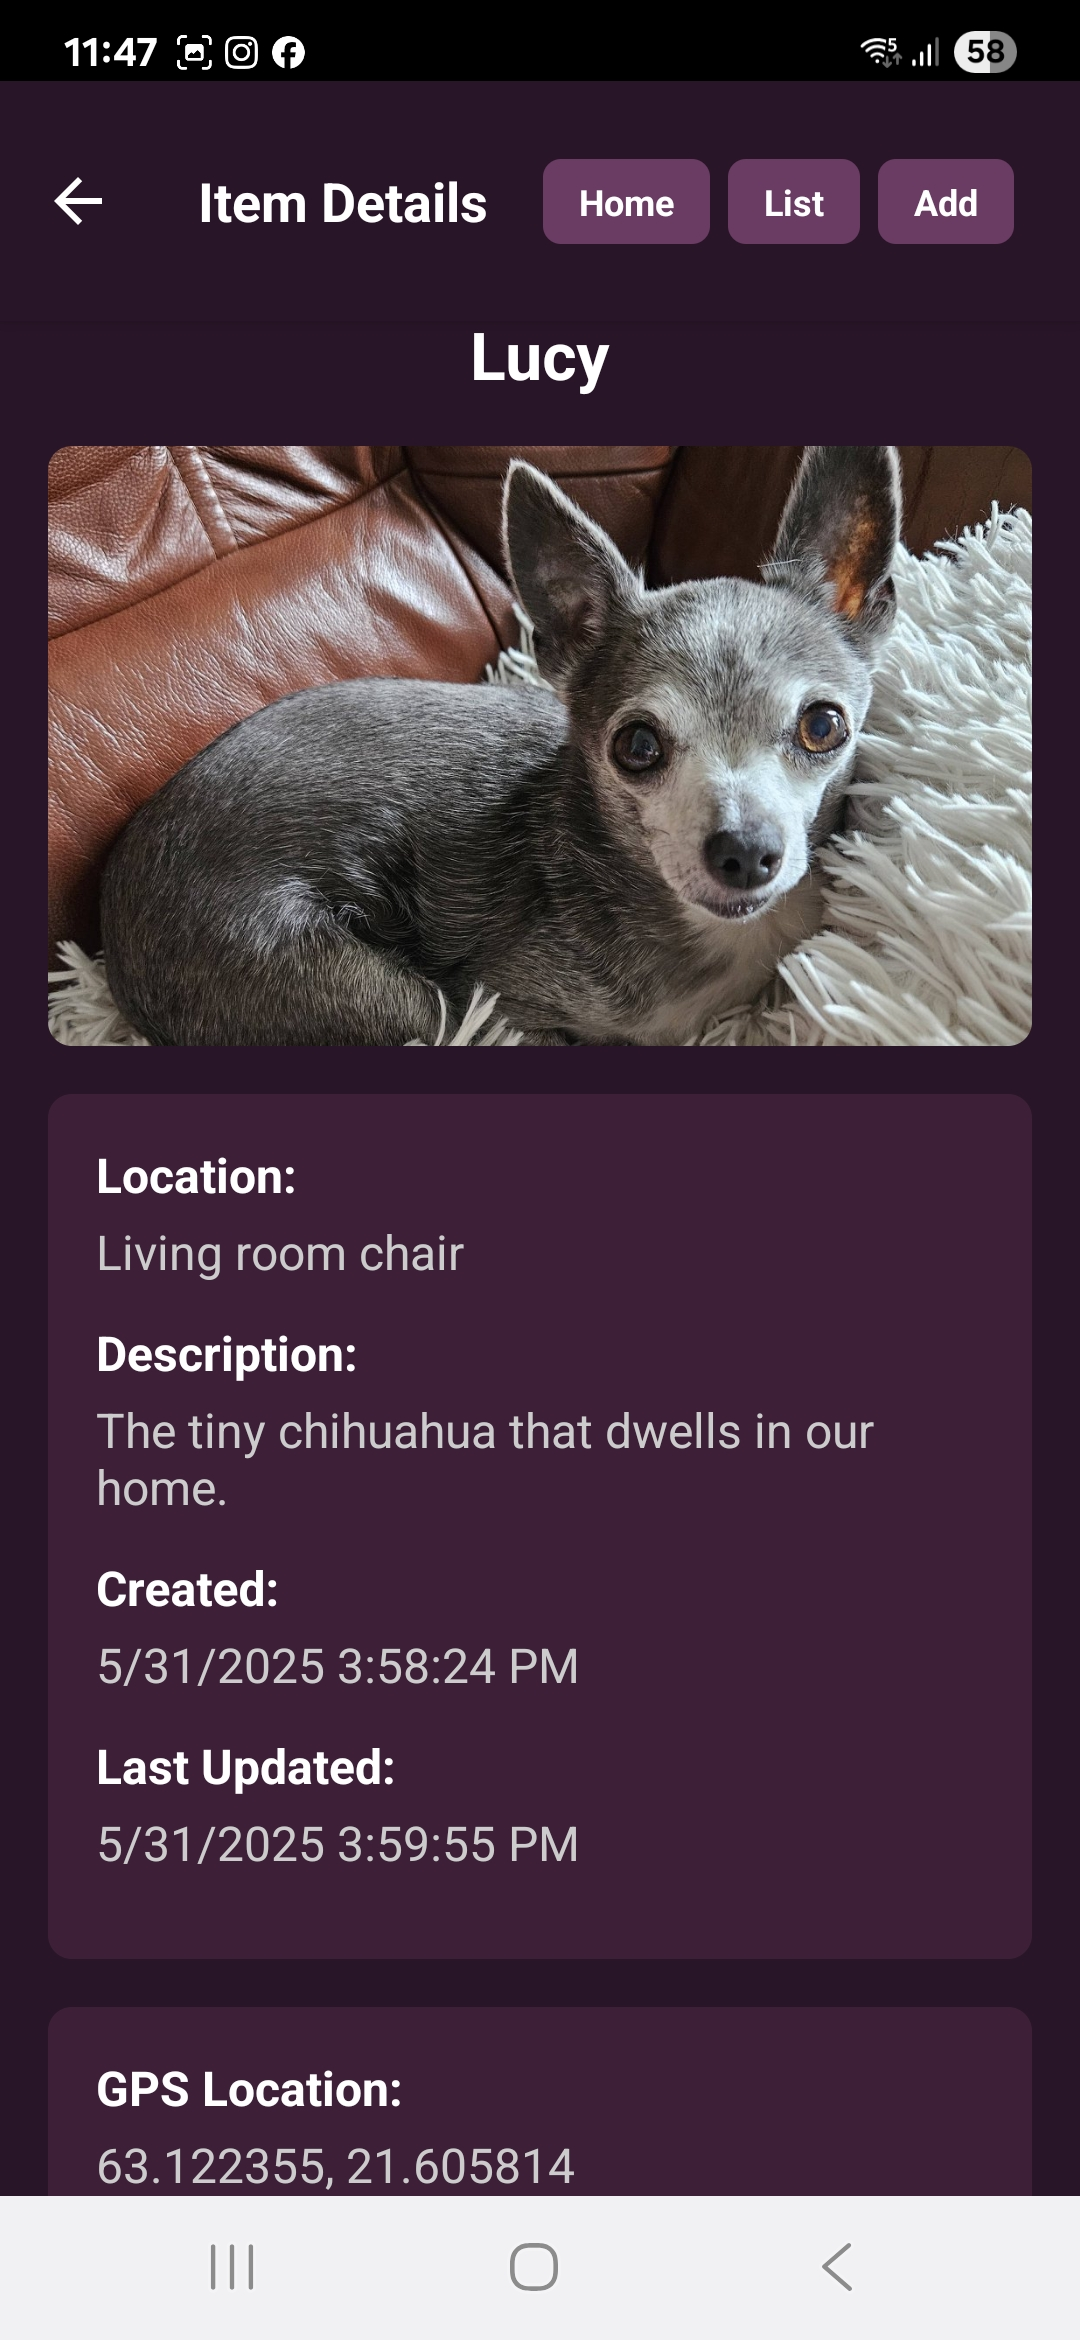 11:47
5
58
Item Details
Home
List
Add
Lucy
Location:
Living room chair
Description:
The tiny chihuahua that dwells in our
home.
Created:
5/31/2025 3:58:24 PM
Last Updated:
5/31/2025 3:59:55 PM
GPS Location:
63.122355, 21.605814